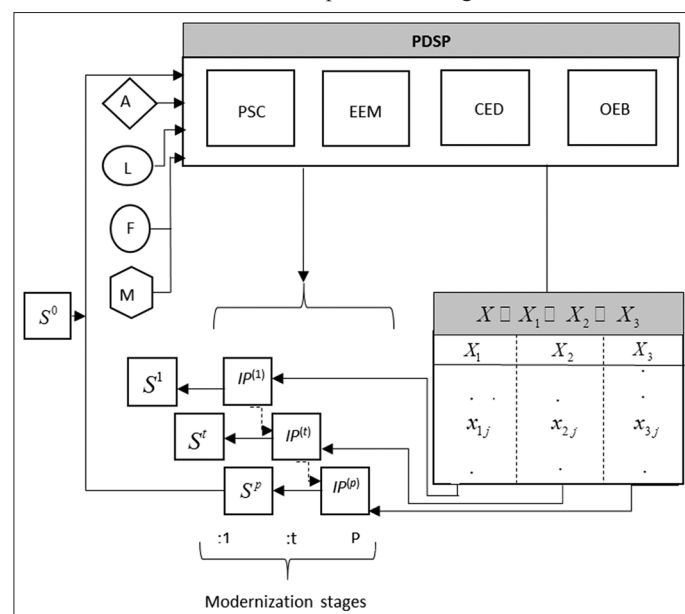 PDSP
A
PSC
EEM
CED
OEB
L
F
M
S⁰
X □ X₁ □ X₂ □ X₃
X₁ X₂ X₃
S¹ IP⁽¹⁾
. . . .
x₁ⱼ x₂ⱼ x₃ⱼ
Sᵗ IP⁽ᵗ⁾
. . .
Sᵖ IP⁽ᵖ⁾
:1 :t P
Modernization stages